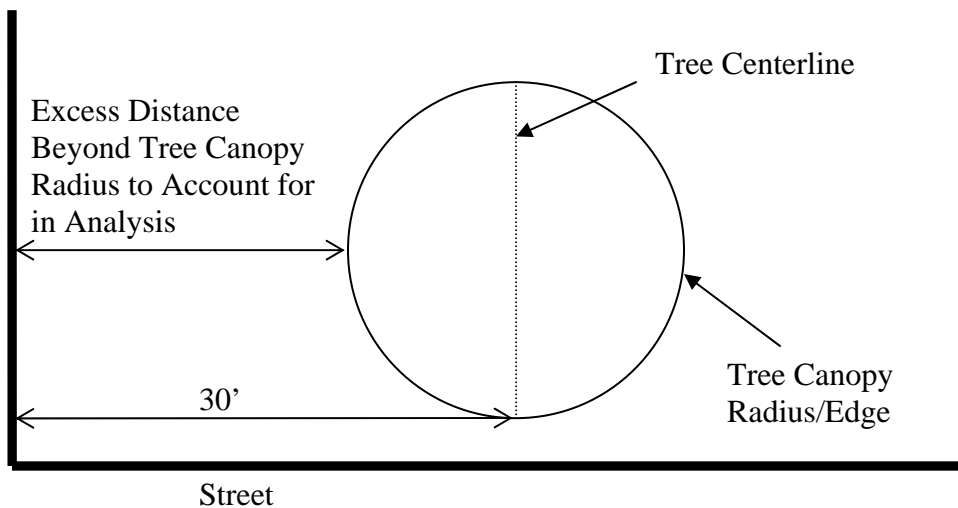 Tree Centerline
Excess Distance
Beyond Tree Canopy
Radius to Account for
in Analysis
Tree Canopy
Radius/Edge
30’
Street